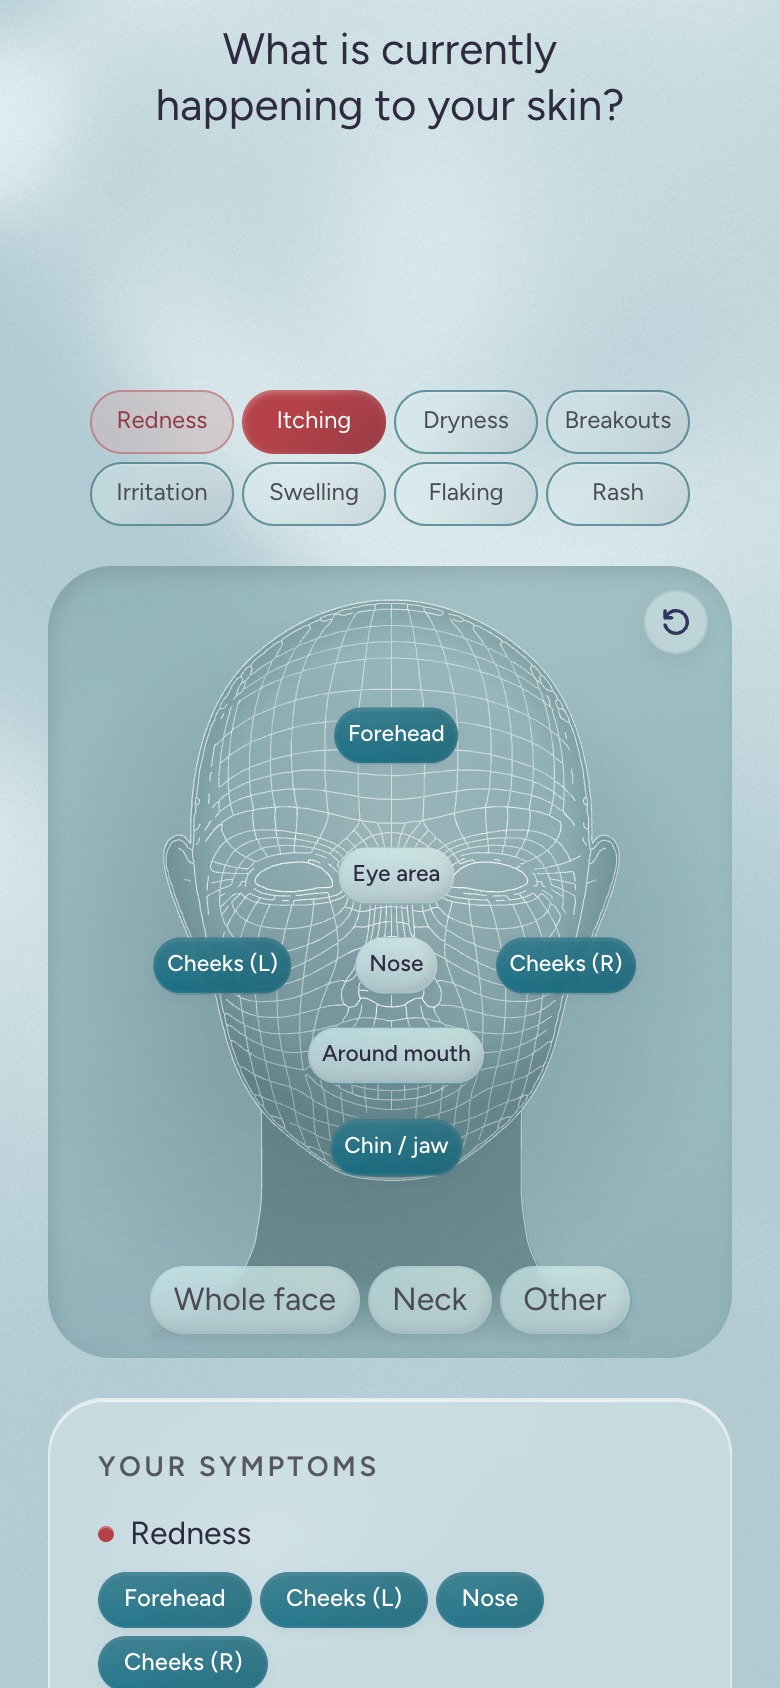 What is currently
happening to your skin?
Redness Itching Dryness Breakouts
Irritation Swelling Flaking Rash
Forehead
Eye area
Cheeks (L) Nose Cheeks (R)
Around mouth
Chin / jaw
Whole face Neck Other
YOUR SYMPTOMS
Redness
Forehead Cheeks (L) Nose
Cheeks (R)